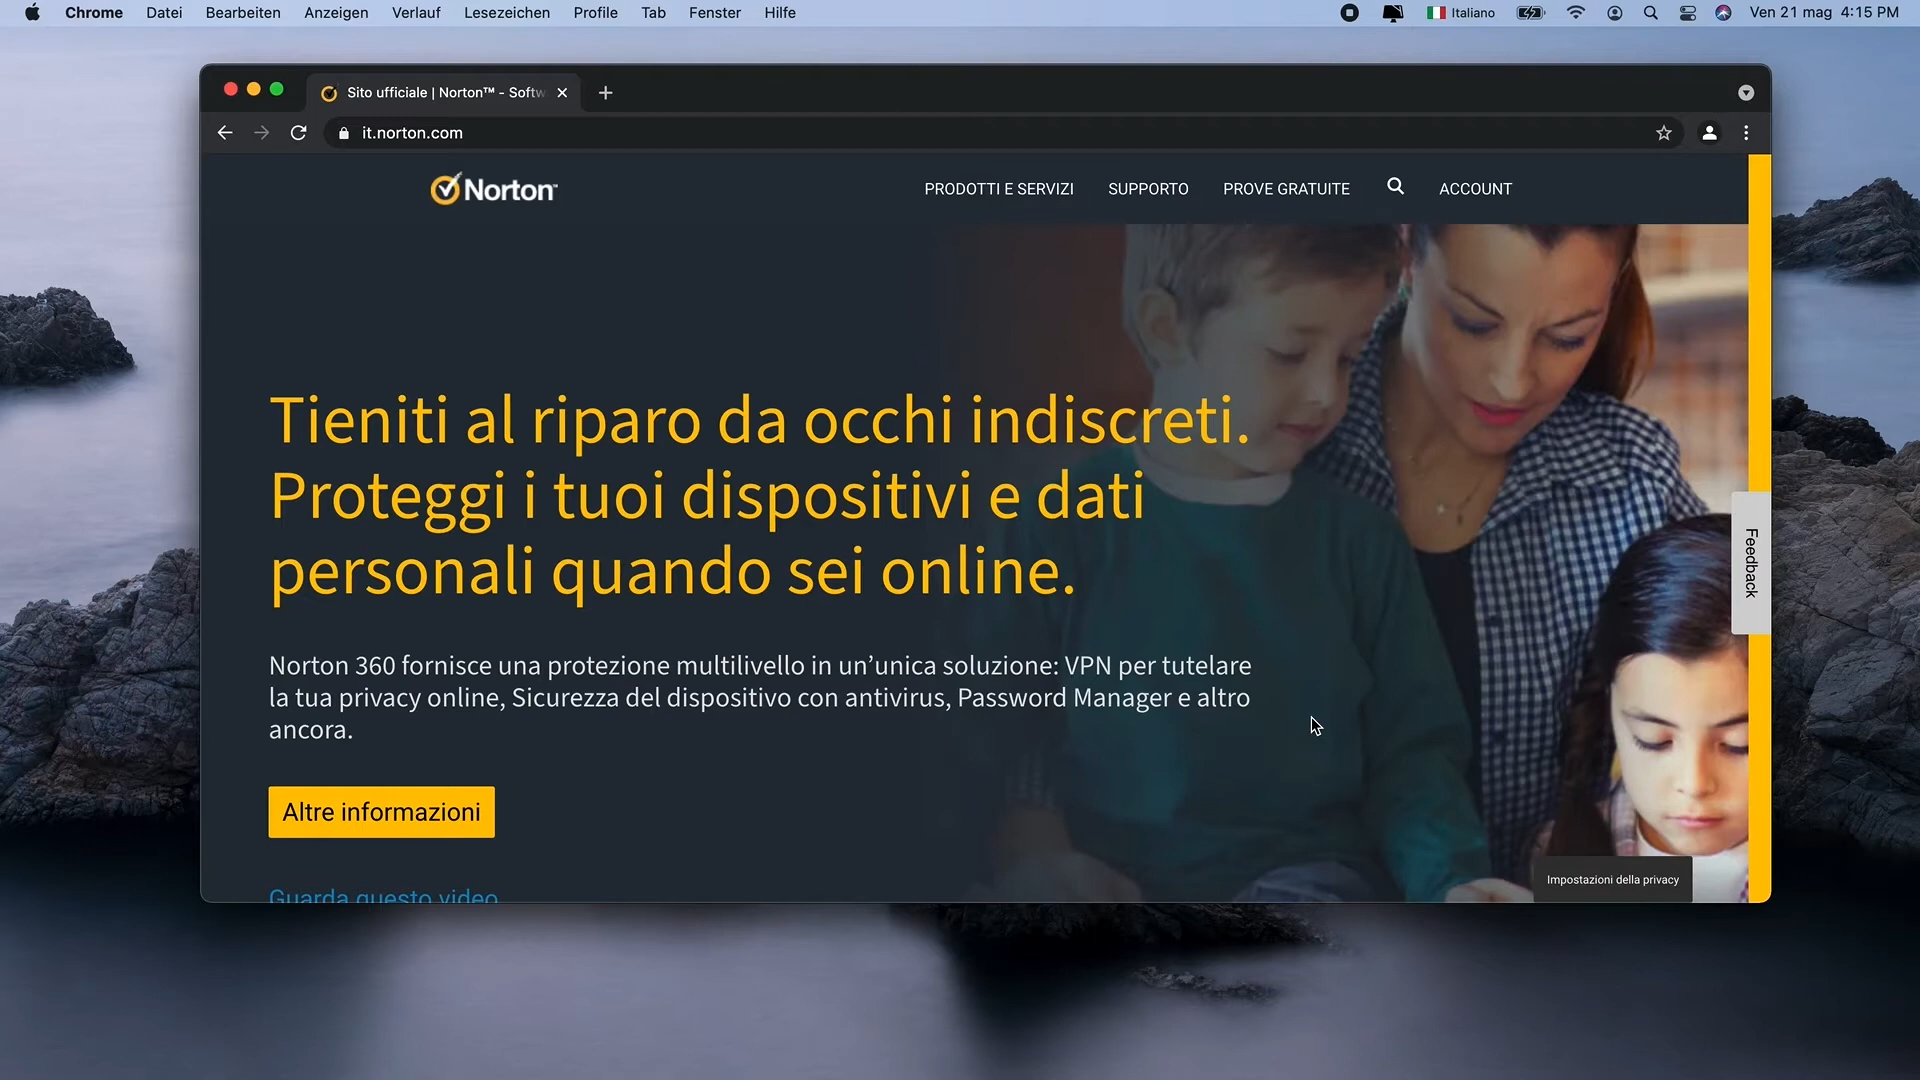 Chrome Datei Bearbeiten Anzeigen Verlauf Lesezeichen Profile Tab Fenster Hilfe Italiano Ven 21 mag 4:15 PM
Sito ufficiale | Norton™ - Softw
it.norton.com
Norton PRODOTTI E SERVIZI SUPPORTO PROVE GRATUITE ACCOUNT
Tieniti al riparo da occhi indiscreti.
Proteggi i tuoi dispositivi e dati
personali quando sei online.
Feedback
Norton 360 fornisce una protezione multilivello in un’unica soluzione: VPN per tutelare
la tua privacy online, Sicurezza del dispositivo con antivirus, Password Manager e altro
ancora.
Altre informazioni
Impostazioni della privacy
Guarda questo video